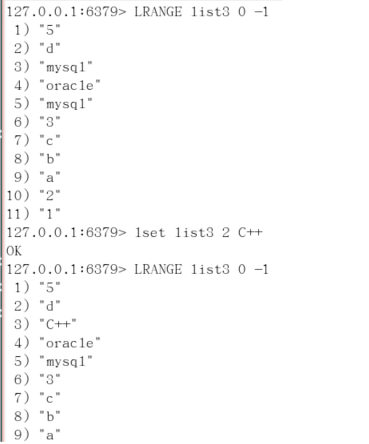 127.0.0.1:6379> LRANGE list3 0 -1
1) "5"
2) "d"
3) "mysql"
4) "oracle"
5) "mysql"
6) "3"
7) "c"
8) "b"
9) "a"
10) "2"
11) "1"
127.0.0.1:6379> lset list3 2 C++
OK
127.0.0.1:6379> LRANGE list3 0 -1
1) "5"
2) "d"
3) "C++"
4) "oracle"
5) "mysql"
6) "3"
7) "c"
8) "b"
9) "a"